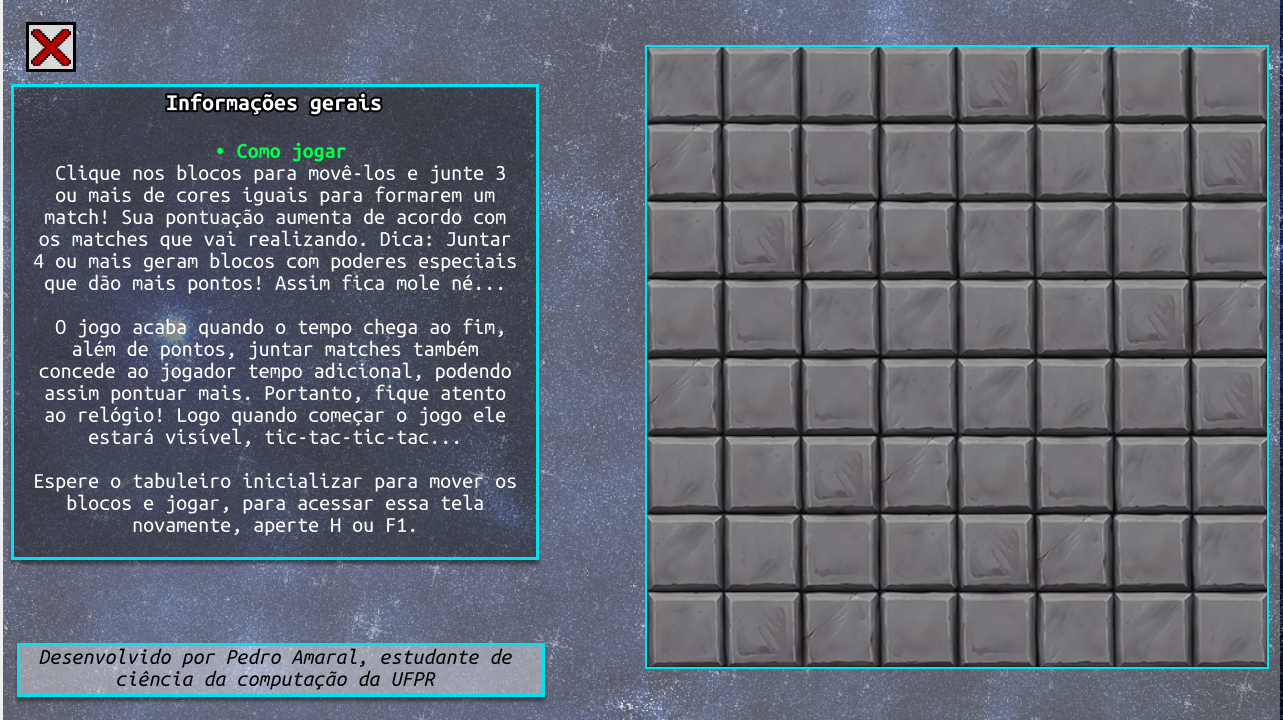 Informações gerais
• Como jogar
Clique nos blocos para movê-los e junte 3
ou mais de cores iguais para formarem um
match! Sua pontuação aumenta de acordo com
os matches que vai realizando. Dica: Juntar
4 ou mais geram blocos com poderes especiais
que dão mais pontos! Assim fica mole né...
O jogo acaba quando o tempo chega ao fim,
além de pontos, juntar matches também
concede ao jogador tempo adicional, podendo
assim pontuar mais. Portanto, fique atento
ao relógio! Logo quando começar o jogo ele
estará visível, tic-tac-tic-tac...
Espere o tabuleiro inicializar para mover os
blocos e jogar, para acessar essa tela
novamente, aperte H ou F1.
Desenvolvido por Pedro Amaral, estudante de
ciência da computação da UFPR